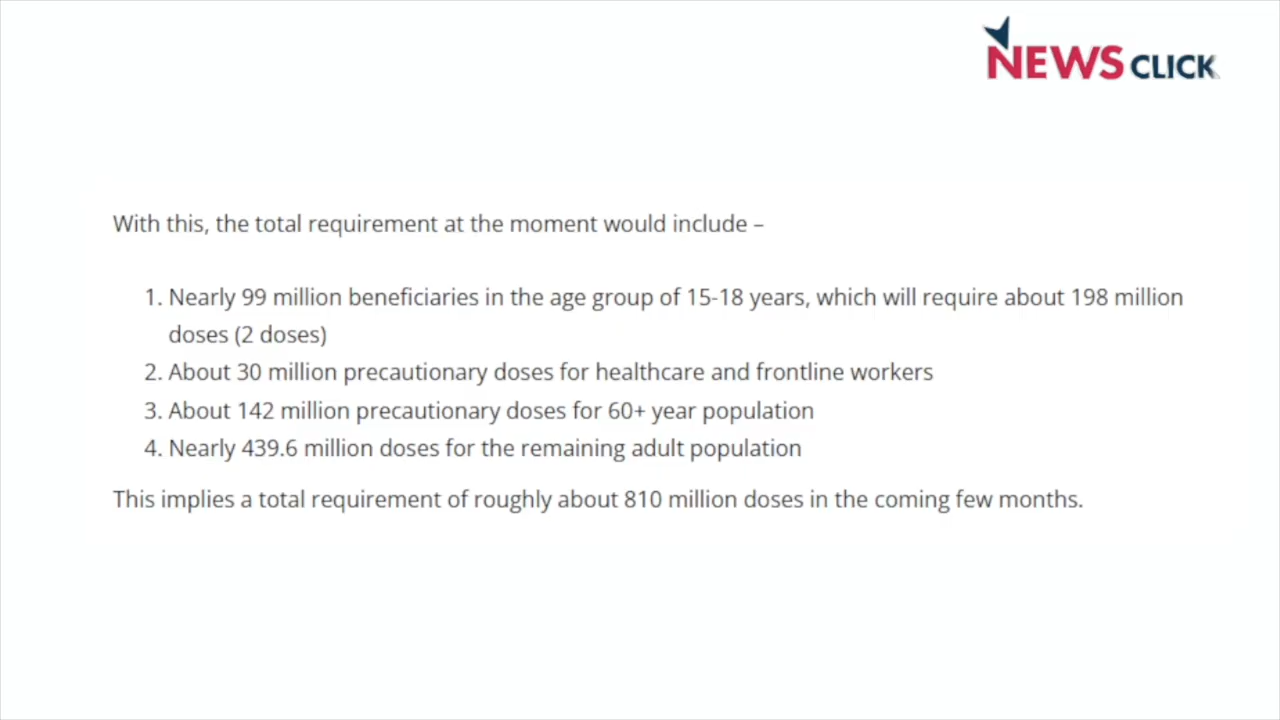 NEWS CLICK
With this, the total requirement at the moment would include –
1. Nearly 99 million beneficiaries in the age group of 15-18 years, which will require about 198 million
doses (2 doses)
2. About 30 million precautionary doses for healthcare and frontline workers
3. About 142 million precautionary doses for 60+ year population
4. Nearly 439.6 million doses for the remaining adult population
This implies a total requirement of roughly about 810 million doses in the coming few months.